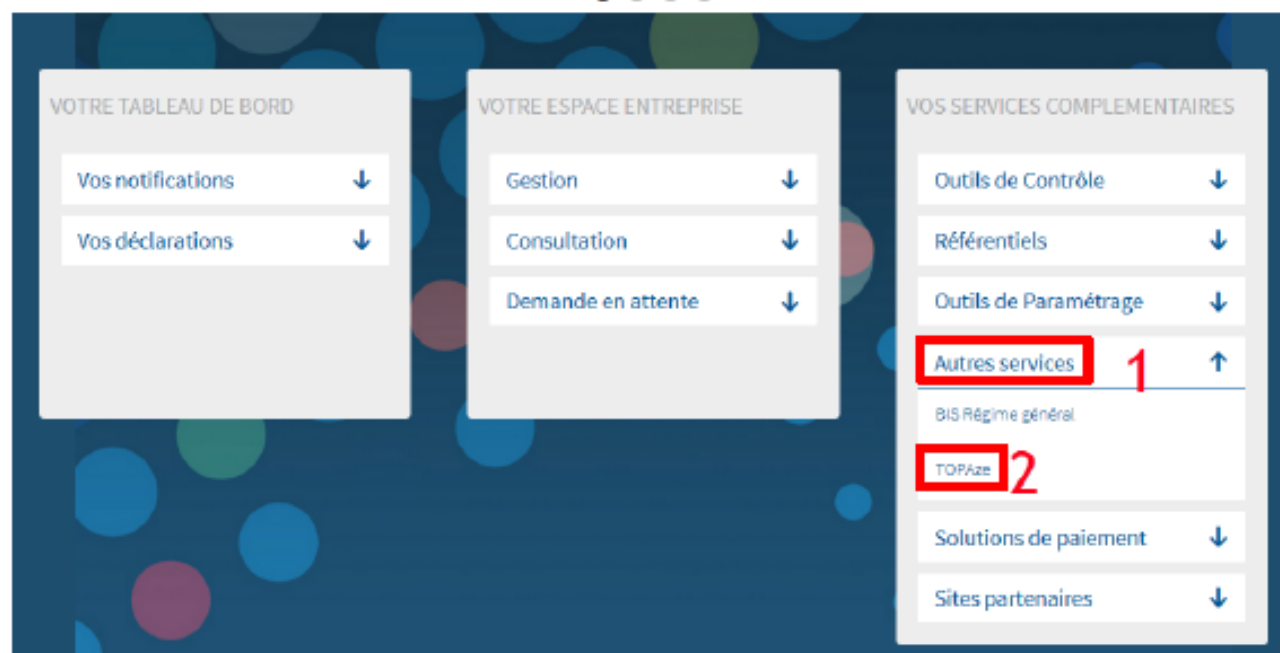 VOTRE TABLEAU DE BORD
Vos notifications
Vos déclarations
VOTRE ESPACE ENTREPRISE
Gestion
Consultation
Demande en attente
VOS SERVICES COMPLEMENTAIRES
Outils de Contrôle
Référentiels
Outils de Paramétrage
Autres services 1
BIS Régime général
TOPAze 2
Solutions de paiement
Sites partenaires